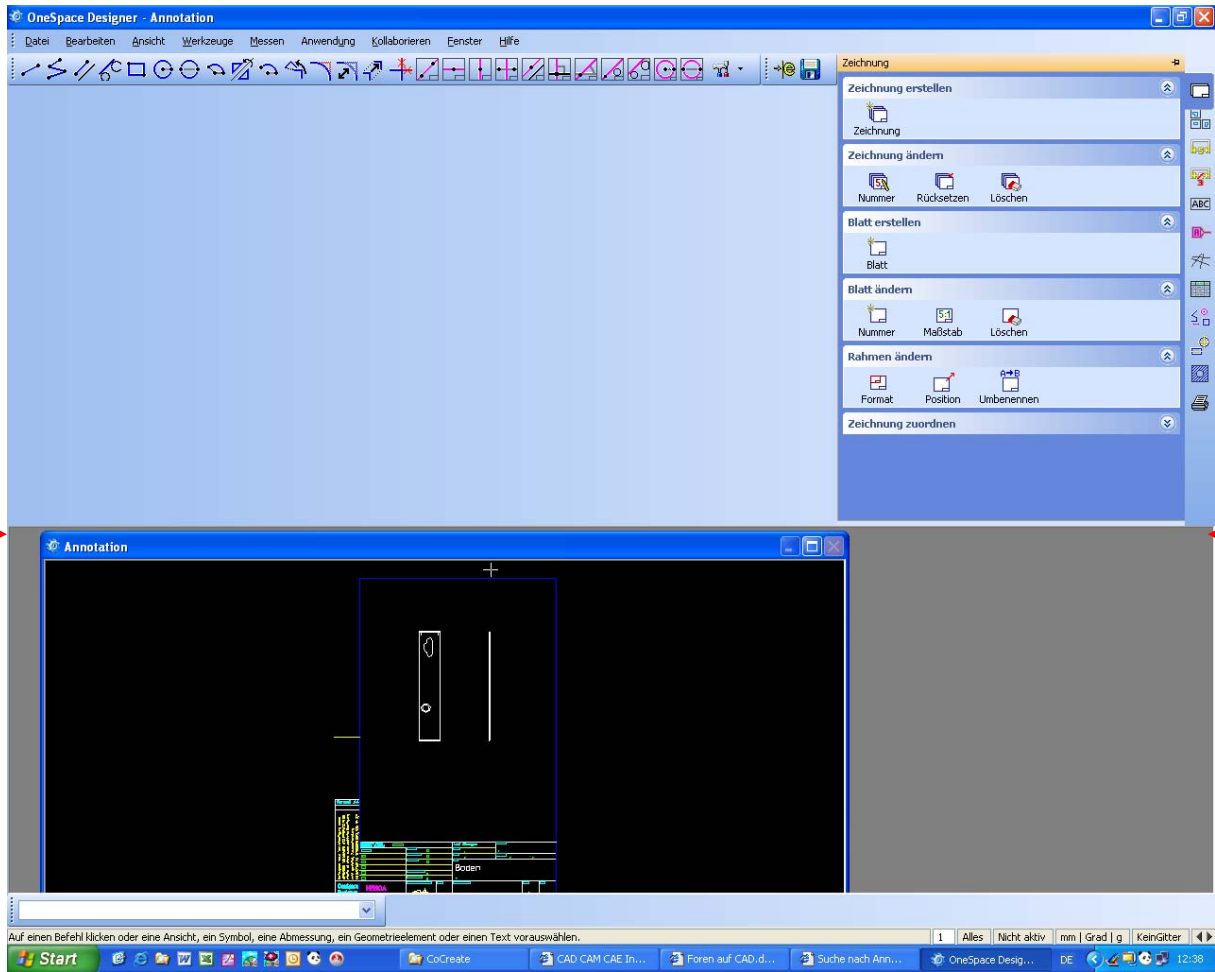 OneSpace Designer - Annotation
Datei Bearbeiten Ansicht Werkzeuge Messen Anwendung Kollaborieren Fenster Hilfe
Zeichnung
Zeichnung erstellen
Zeichnung
Zeichnung ändern
Nummer Rücksetzen Löschen
Blatt erstellen
Blatt
Blatt ändern
5:1
Nummer Maßstab Löschen
Rahmen ändern
A→B
Format Position Umbenennen
Zeichnung zuordnen
ABC
Annotation
Boden
Auf einen Befehl klicken oder eine Ansicht, ein Symbol, eine Abmessung, ein Geometrieelement oder einen Text vorauswählen.
1 Alles Nicht aktiv mm | Grad | g KeinGitter
Start CoCreate CAD CAM CAE In... Foren auf CAD.d... Suche nach Ann... OneSpace Desig... DE 12:38